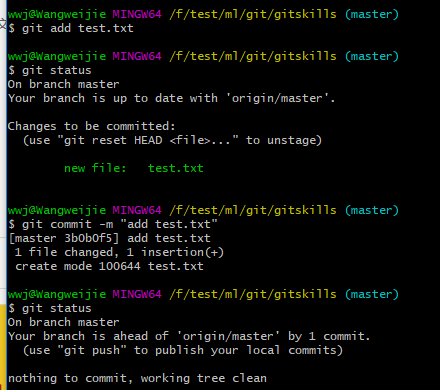 wwj@Wangweijie MINGW64 /f/test/ml/git/gitskills (master)
$ git add test.txt
wwj@Wangweijie MINGW64 /f/test/ml/git/gitskills (master)
$ git status
On branch master
Your branch is up to date with 'origin/master'.
Changes to be committed:
  (use "git reset HEAD <file>..." to unstage)
        new file:   test.txt
wwj@Wangweijie MINGW64 /f/test/ml/git/gitskills (master)
$ git commit -m "add test.txt"
[master 3b0b0f5] add test.txt
 1 file changed, 1 insertion(+)
 create mode 100644 test.txt
wwj@Wangweijie MINGW64 /f/test/ml/git/gitskills (master)
$ git status
On branch master
Your branch is ahead of 'origin/master' by 1 commit.
  (use "git push" to publish your local commits)
nothing to commit, working tree clean